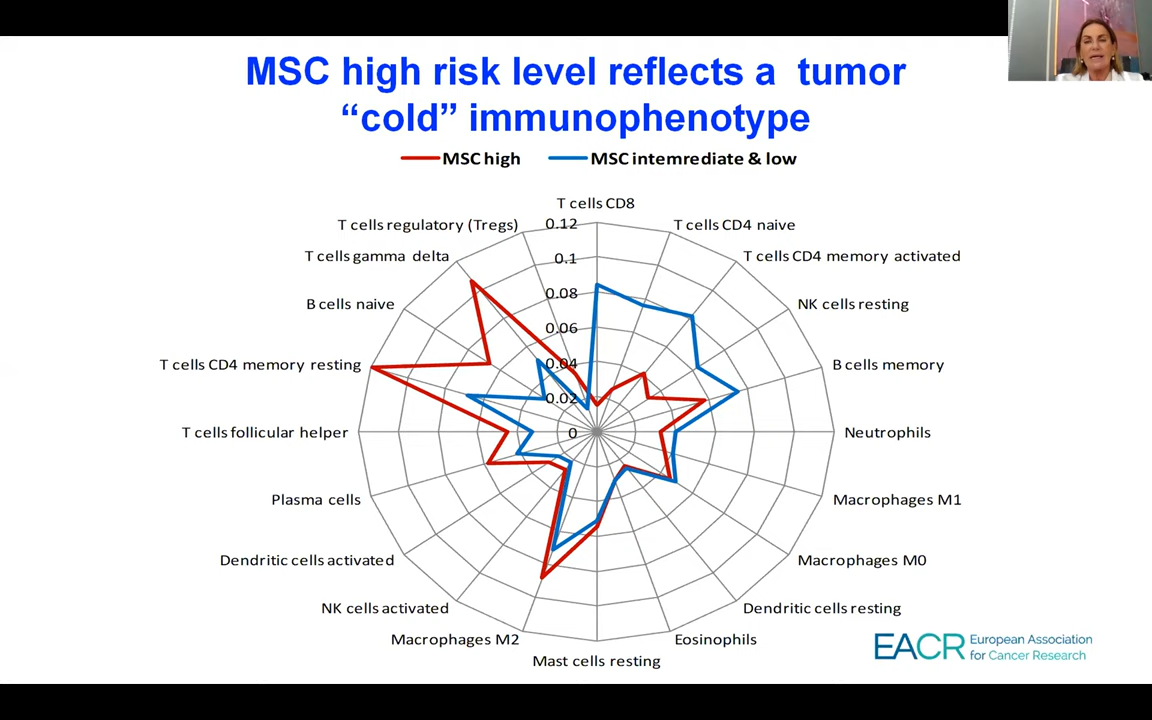 MSC high risk level reflects a tumor
“cold” immunophenotype
MSC high
MSC intemrediate & low
T cells CD8
T cells regulatory (Tregs)
0.12
T cells CD4 naive
T cells gamma delta
0.1
T cells CD4 memory activated
0.08
B cells naive
NK cells resting
0.06
T cells CD4 memory resting
0.04
B cells memory
0.02
T cells follicular helper
0
Neutrophils
Plasma cells
Macrophages M1
Dendritic cells activated
Macrophages M0
NK cells activated
Dendritic cells resting
Macrophages M2
Eosinophils
Mast cells resting
EACR
European Association
for Cancer Research